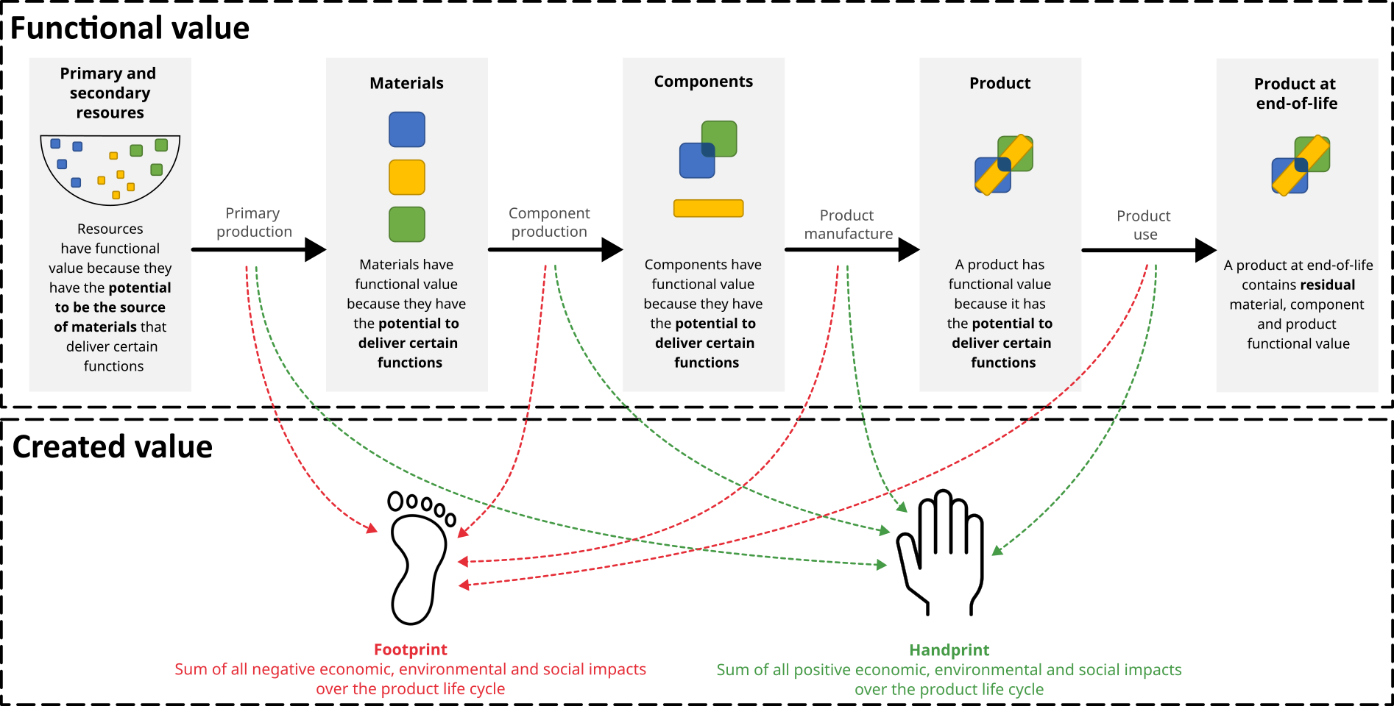 Functional value
Primary and
secondary
resoures
Resources
have functional
value because they
have the potential
to be the source
of materials that
deliver certain
functions
Primary
production
Materials
Materials have
functional value
because they have
the potential to
deliver certain
functions
Component
production
Components
Components have
functional value
because they have
the potential to
deliver certain
functions
Product
manufacture
Product
A product has
functional value
because it has
the potential to
deliver certain
functions
Product
use
Product at
end-of-life
A product at end-of-life
contains residual
material, component
and product
functional value
Created value
Footprint
Sum of all negative economic, environmental and social impacts
over the product life cycle
Handprint
Sum of all positive economic, environmental and social impacts
over the product life cycle